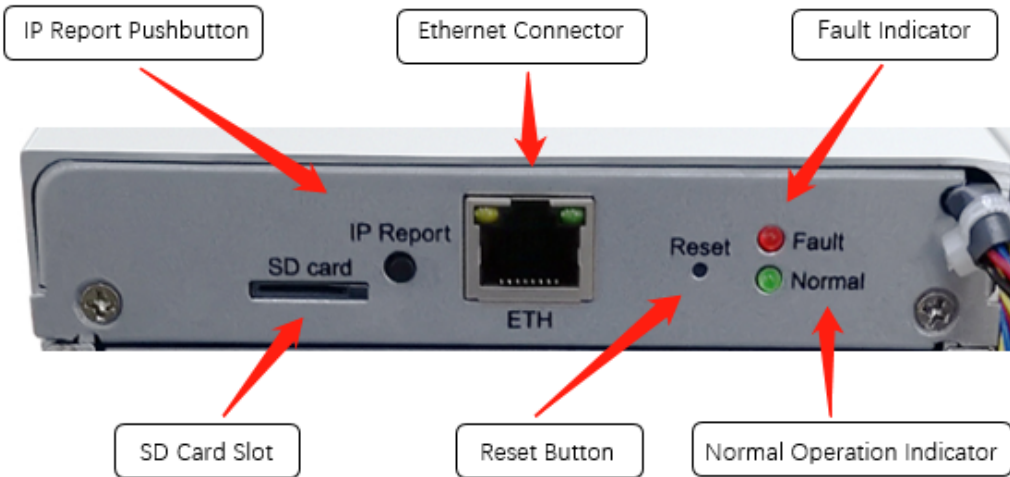 IP Report Pushbutton
Ethernet Connector
Fault Indicator
IP Report
SD card
ETH
Reset
Fault
Normal
SD Card Slot
Reset Button
Normal Operation Indicator